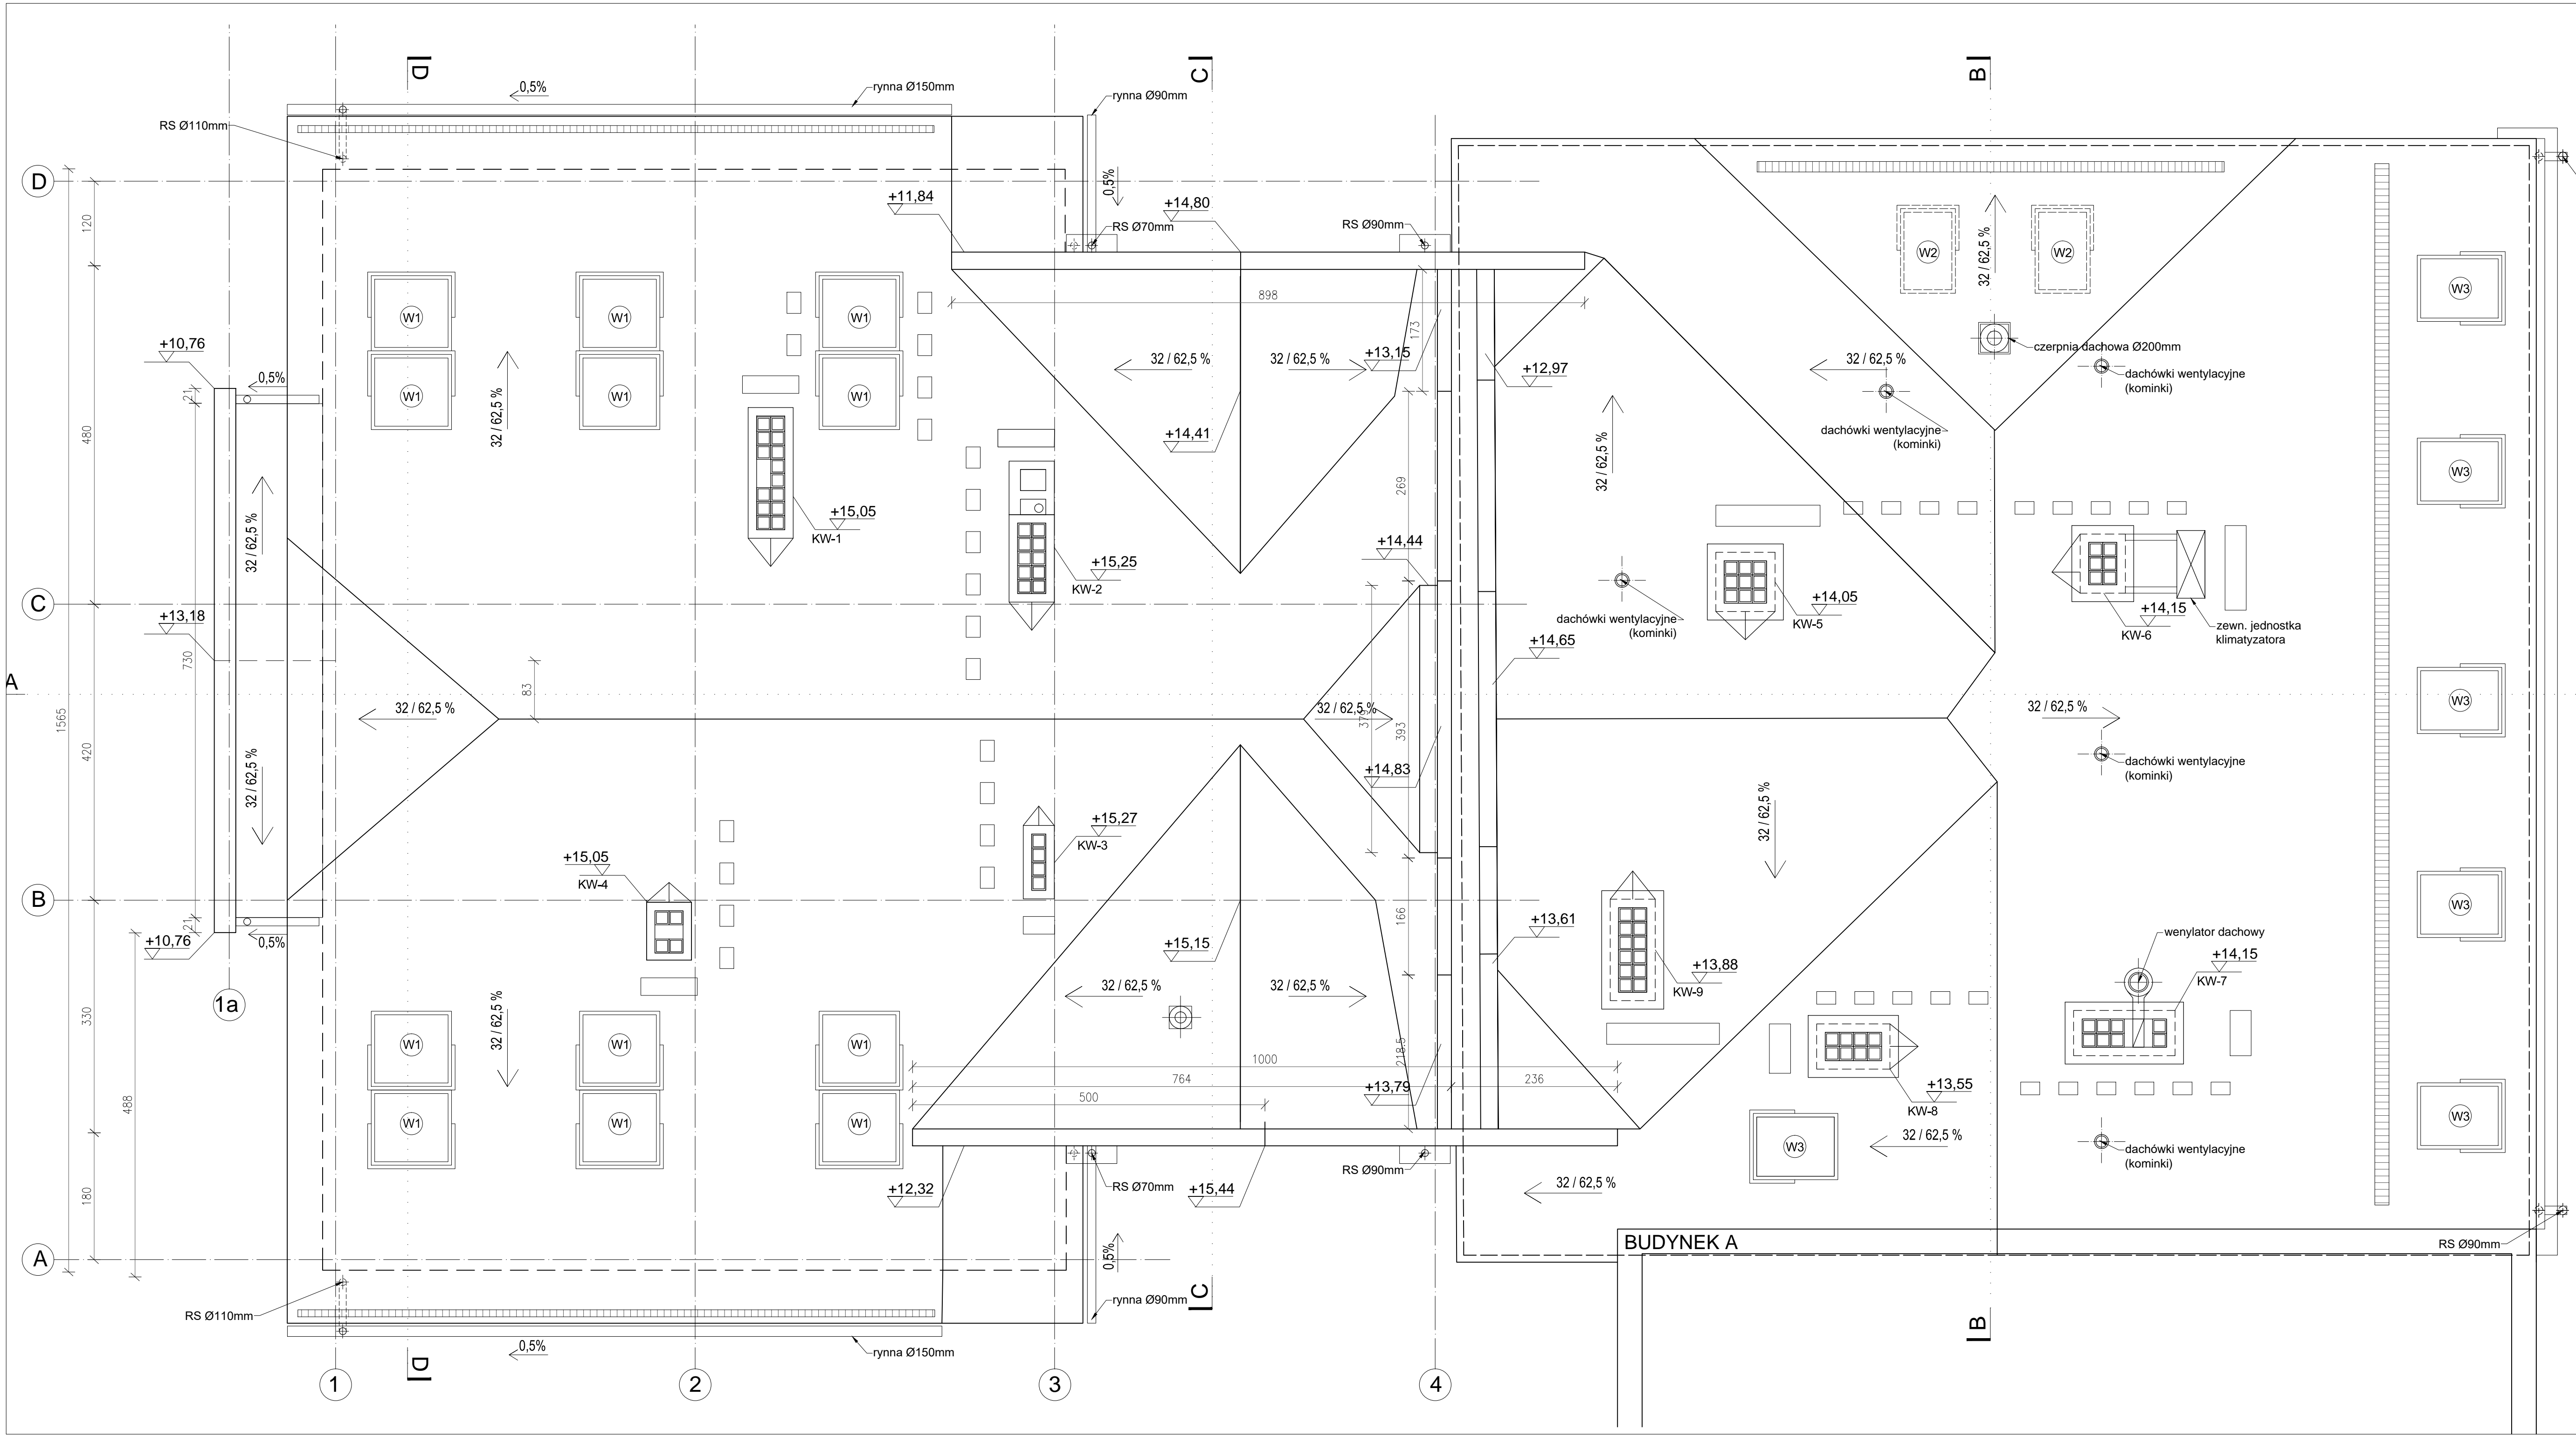 D
C
B
0,5%
rynna Ø150mm
rynna Ø90mm
RS Ø110mm
D
120
0,5%
+11,84
+14,80
RS Ø70mm
RS Ø90mm
W2
W2
32 / 62,5 %
W3
W1
W1
W1
898
173
+10,76
21
0,5%
32 / 62,5 %
32 / 62,5 %
32 / 62,5 %
+13,15
+12,97
32 / 62,5 %
czerpnia dachowa Ø200mm
dachówki wentylacyjne
(kominki)
W1
W1
W1
480
+14,41
269
32 / 62,5 %
dachówki wentylacyjne
(kominki)
W3
32 / 62,5 %
+15,05
KW-1
+15,25
KW-2
+14,44
C
+13,18
730
dachówki wentylacyjne
(kominki)
+14,05
KW-5
+14,15
KW-6
zewn. jednostka
klimatyzatora
+14,65
A
1565
83
32 / 62,5 %
32 / 62,5 %
379
393
32 / 62,5 %
W3
420
32 / 62,5 %
+14,83
dachówki wentylacyjne
(kominki)
32 / 62,5 %
+15,27
KW-3
+15,05
KW-4
B
21
0,5%
+10,76
166
+13,61
W3
1a
+15,15
+13,88
KW-9
wenylator dachowy
+14,15
KW-7
330
32 / 62,5 %
32 / 62,5 %
32 / 62,5 %
W1
W1
W1
218.5
1000
764
236
500
+13,79
+13,55
KW-8
488
W1
W1
W1
W3
W3
32 / 62,5 %
dachówki wentylacyjne
(kominki)
180
+12,32
RS Ø70mm
+15,44
RS Ø90mm
32 / 62,5 %
A
0,5%
BUDYNEK A
RS Ø90mm
RS Ø110mm
rynna Ø90mm
C
B
0,5%
rynna Ø150mm
D
1
2
3
4